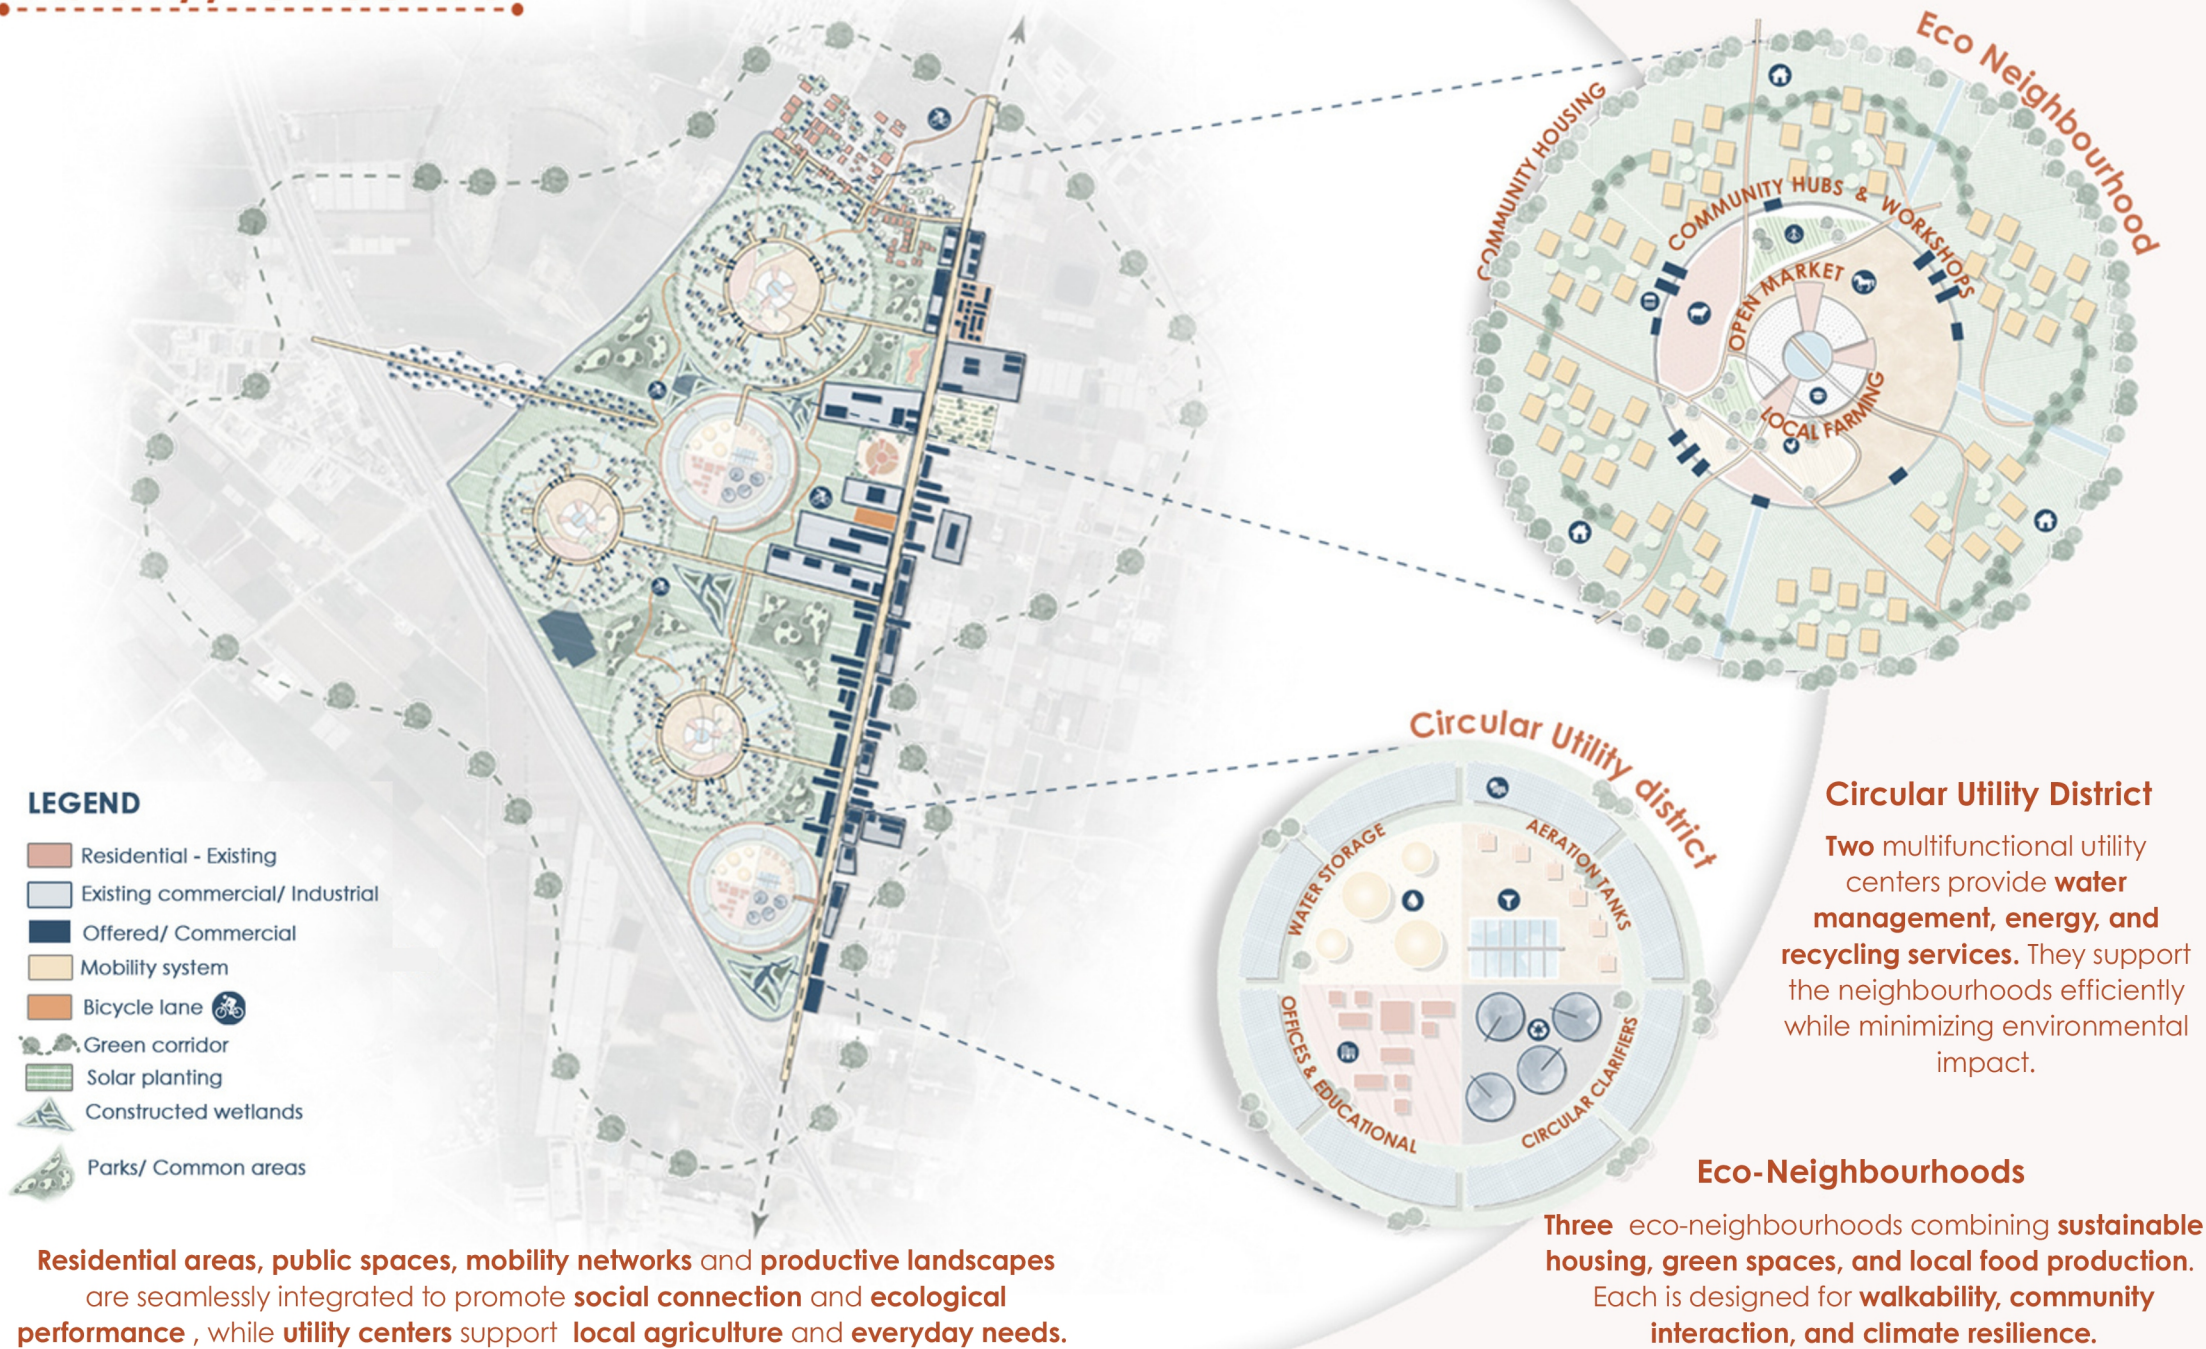 Eco Neighbourhood
COMMUNITY HOUSING
COMMUNITY HUBS & WORKSHOPS
OPEN MARKET
LOCAL FARMING
Circular Utility district
WATER STORAGE
AERATION TANKS
OFFICES & EDUCATIONAL
CIRCULAR CLARIFIERS
LEGEND
Residential - Existing
Existing commercial/ Industrial
Offered/ Commercial
Mobility system
Bicycle lane
Green corridor
Solar planting
Constructed wetlands
Parks/ Common areas
Circular Utility District
Two multifunctional utility
centers provide water
management, energy, and
recycling services. They support
the neighbourhoods efficiently
while minimizing environmental
impact.
Eco-Neighbourhoods
Three eco-neighbourhoods combining sustainable
housing, green spaces, and local food production.
Each is designed for walkability, community
interaction, and climate resilience.
Residential areas, public spaces, mobility networks and productive landscapes
are seamlessly integrated to promote social connection and ecological
performance , while utility centers support local agriculture and everyday needs.